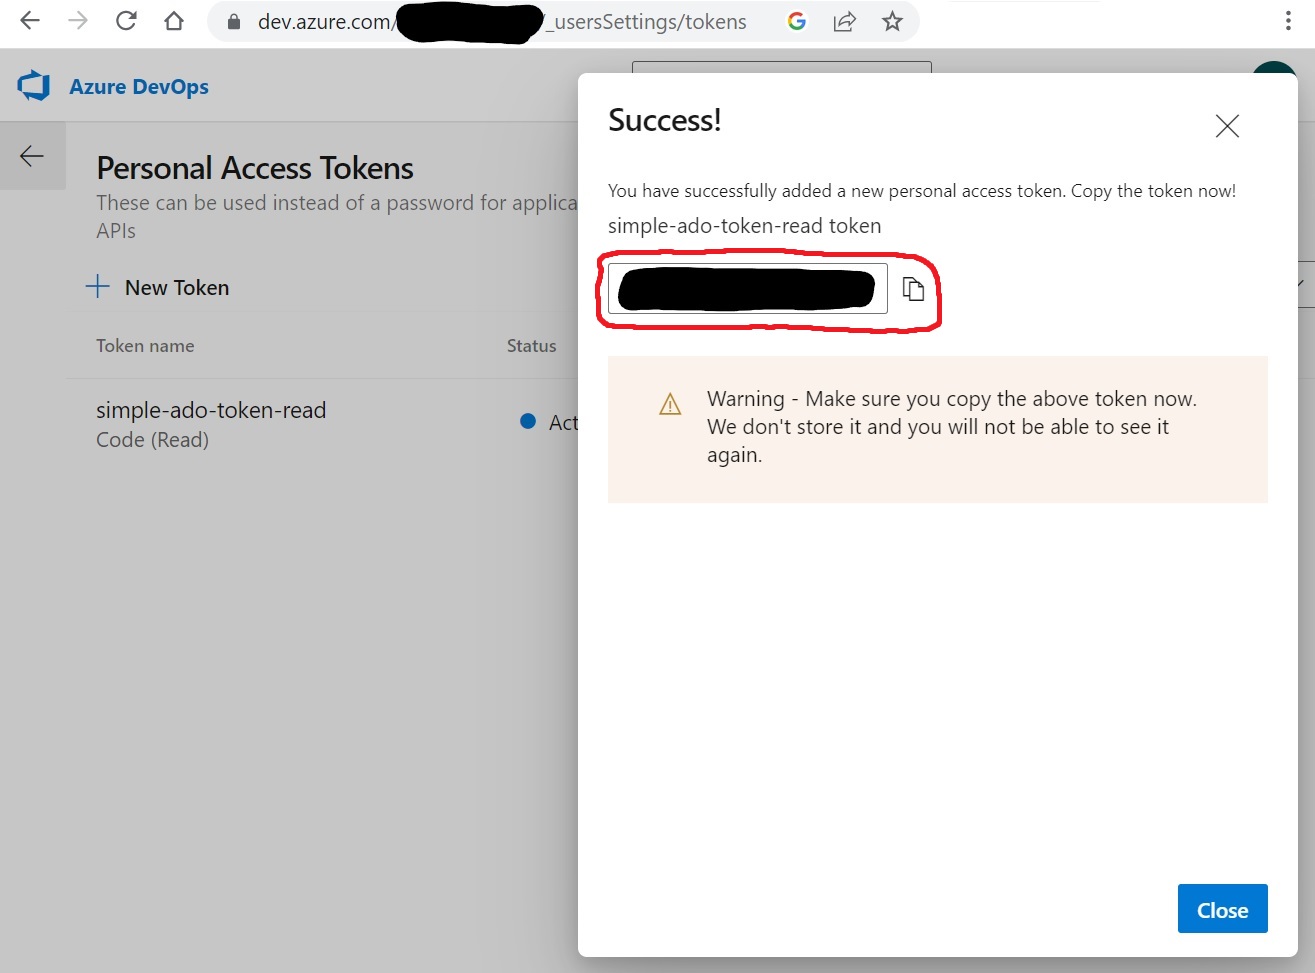 dev.azure.com/
_usersSettings/tokens
Azure DevOps
Personal Access Tokens
These can be used instead of a password for applica
APIs
New Token
Token name
Status
simple-ado-token-read
Code (Read)
Act
Success!
You have successfully added a new personal access token. Copy the token now!
simple-ado-token-read token
Warning - Make sure you copy the above token now.
We don't store it and you will not be able to see it
again.
Close